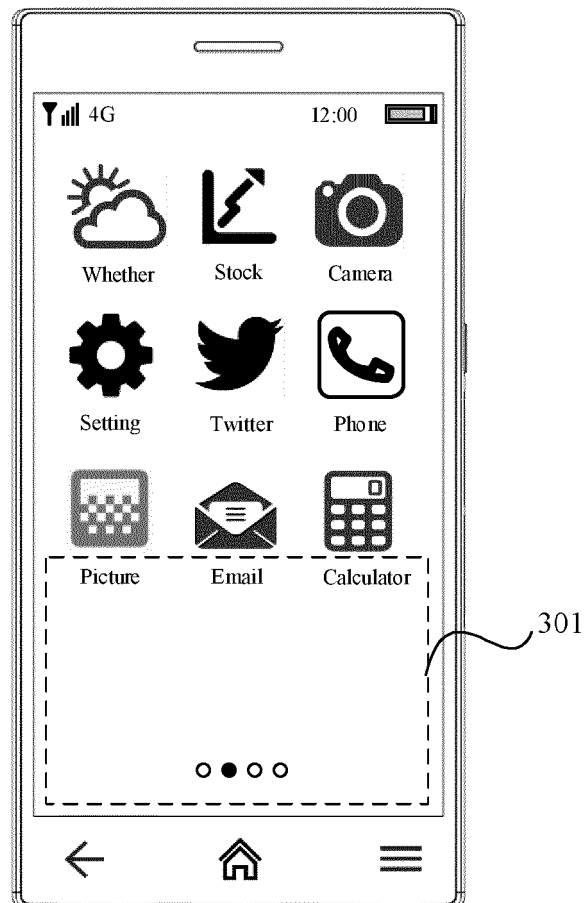 4G 12:00
Whether Stock Camera
Setting Twitter Phone
Picture Email Calculator
301